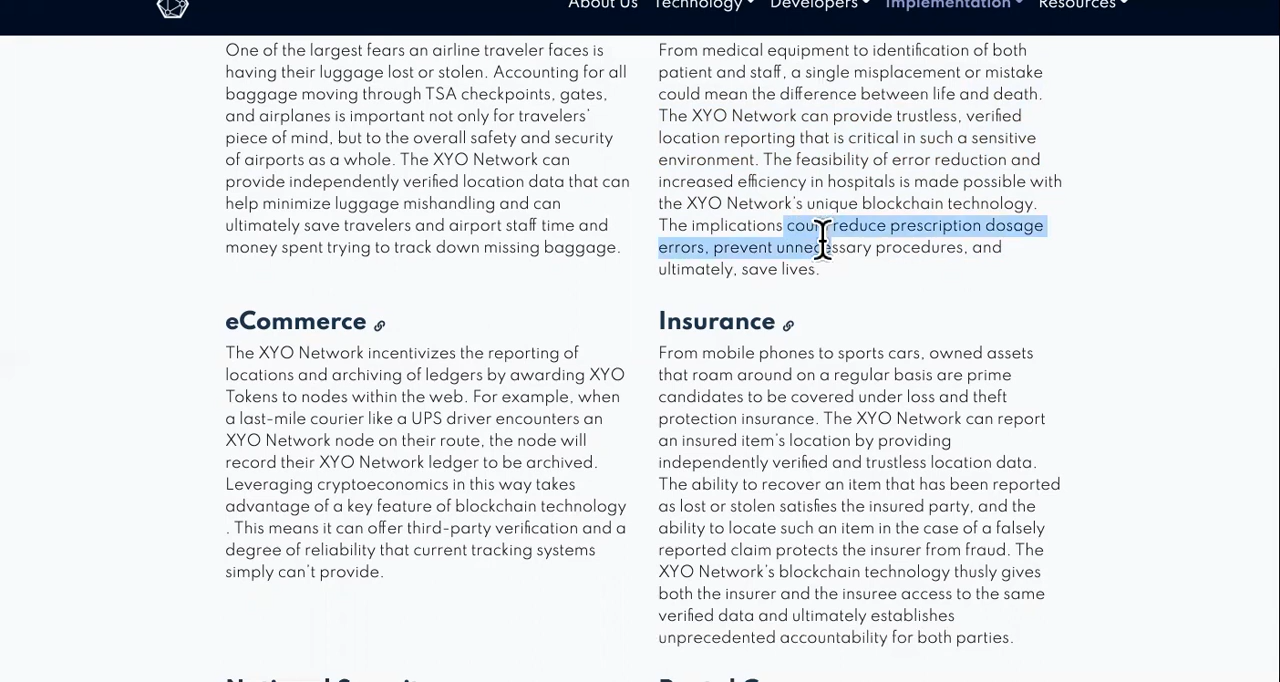 About Us Technology Developers Implementation Resources
One of the largest fears an airline traveler faces is
having their luggage lost or stolen. Accounting for all
baggage moving through TSA checkpoints, gates,
and airplanes is important not only for travelers'
piece of mind, but to the overall safety and security
of airports as a whole. The XYO Network can
provide independently verified location data that can
help minimize luggage mishandling and can
ultimately save travelers and airport staff time and
money spent trying to track down missing baggage.
From medical equipment to identification of both
patient and staff, a single misplacement or mistake
could mean the difference between life and death.
The XYO Network can provide trustless, verified
location reporting that is critical in such a sensitive
environment. The feasibility of error reduction and
increased efficiency in hospitals is made possible with
the XYO Network's unique blockchain technology.
The implications could reduce prescription dosage
errors, prevent unnecessary procedures, and
ultimately, save lives.
eCommerce
The XYO Network incentivizes the reporting of
locations and archiving of ledgers by awarding XYO
Tokens to nodes within the web. For example, when
a last-mile courier like a UPS driver encounters an
XYO Network node on their route, the node will
record their XYO Network ledger to be archived.
Leveraging cryptoeconomics in this way takes
advantage of a key feature of blockchain technology
. This means it can offer third-party verification and a
degree of reliability that current tracking systems
simply can't provide.
Insurance
From mobile phones to sports cars, owned assets
that roam around on a regular basis are prime
candidates to be covered under loss and theft
protection insurance. The XYO Network can report
an insured item's location by providing
independently verified and trustless location data.
The ability to recover an item that has been reported
as lost or stolen satisfies the insured party, and the
ability to locate such an item in the case of a falsely
reported claim protects the insurer from fraud. The
XYO Network's blockchain technology thusly gives
both the insurer and the insuree access to the same
verified data and ultimately establishes
unprecedented accountability for both parties.